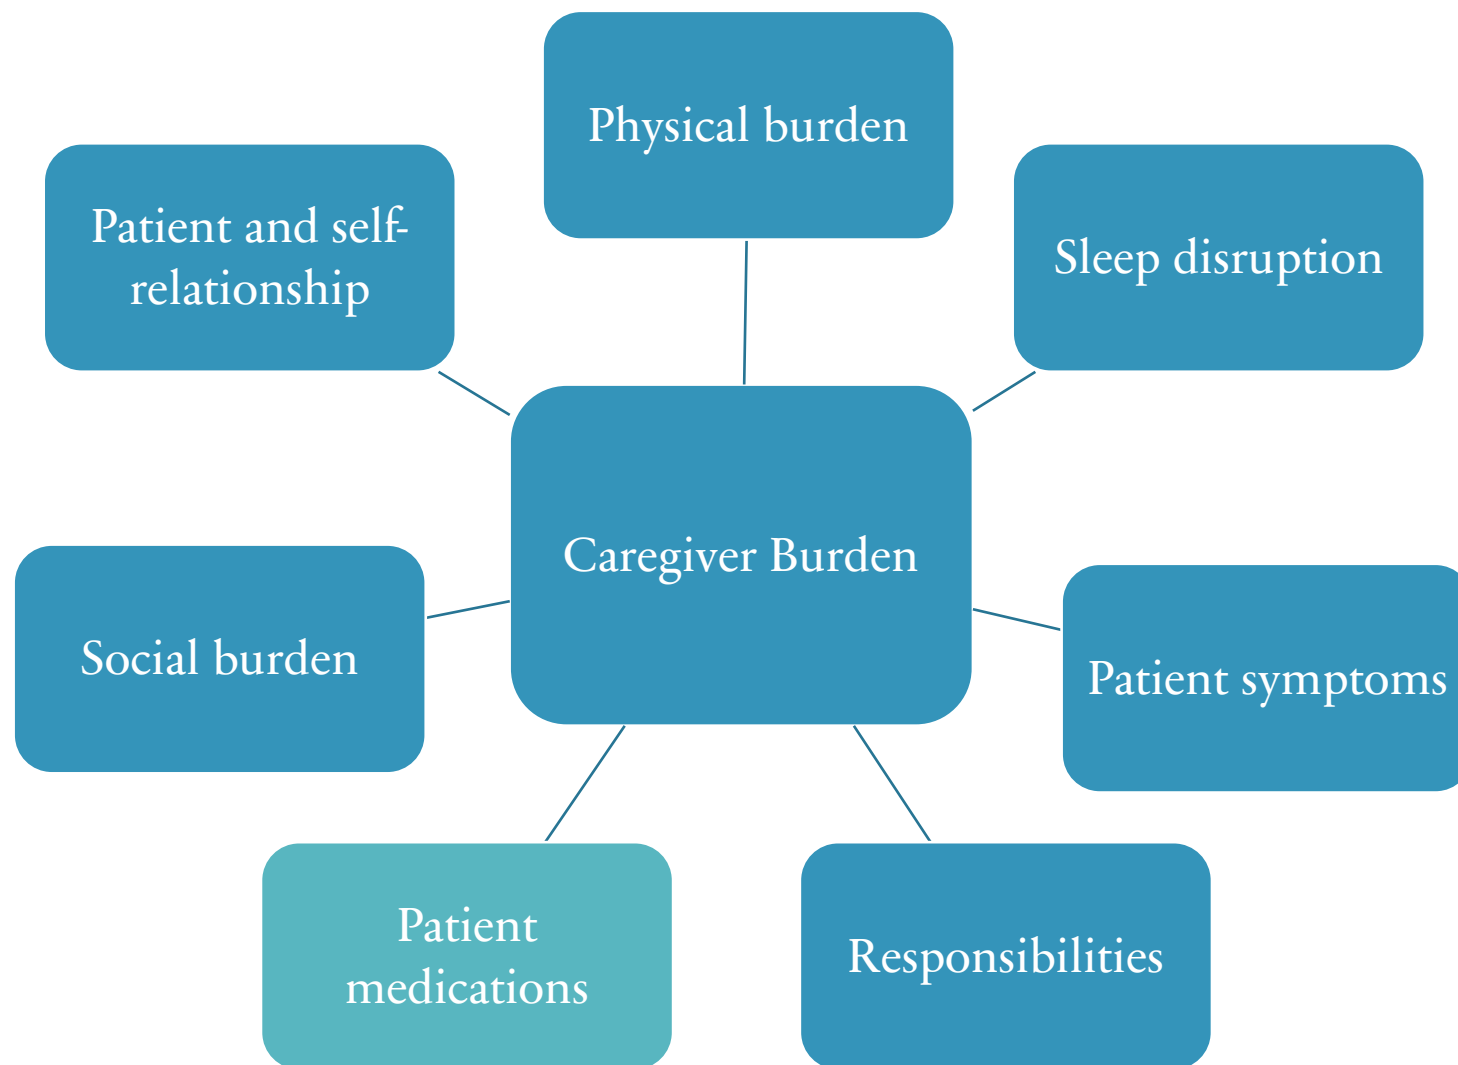 Physical burden
Patient and self-
relationship
Sleep disruption
Caregiver Burden
Social burden
Patient symptoms
Patient
medications
Responsibilities